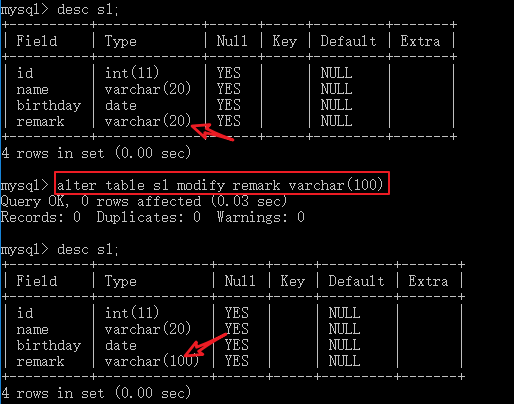 mysql> desc s1;
+----------+-------------+------+-----+---------+-------+
| Field    | Type        | Null | Key | Default | Extra |
+----------+-------------+------+-----+---------+-------+
| id       | int(11)     | YES  |     | NULL    |       |
| name     | varchar(20) | YES  |     | NULL    |       |
| birthday | date        | YES  |     | NULL    |       |
| remark   | varchar(20) | YES  |     | NULL    |       |
+----------+-------------+------+-----+---------+-------+
4 rows in set (0.00 sec)
mysql> alter table s1 modify remark varchar(100)
Query OK, 0 rows affected (0.03 sec)
Records: 0  Duplicates: 0  Warnings: 0
mysql> desc s1;
+----------+--------------+------+-----+---------+-------+
| Field    | Type         | Null | Key | Default | Extra |
+----------+--------------+------+-----+---------+-------+
| id       | int(11)      | YES  |     | NULL    |       |
| name     | varchar(20)  | YES  |     | NULL    |       |
| birthday | date         | YES  |     | NULL    |       |
| remark   | varchar(100) | YES  |     | NULL    |       |
+----------+--------------+------+-----+---------+-------+
4 rows in set (0.00 sec)